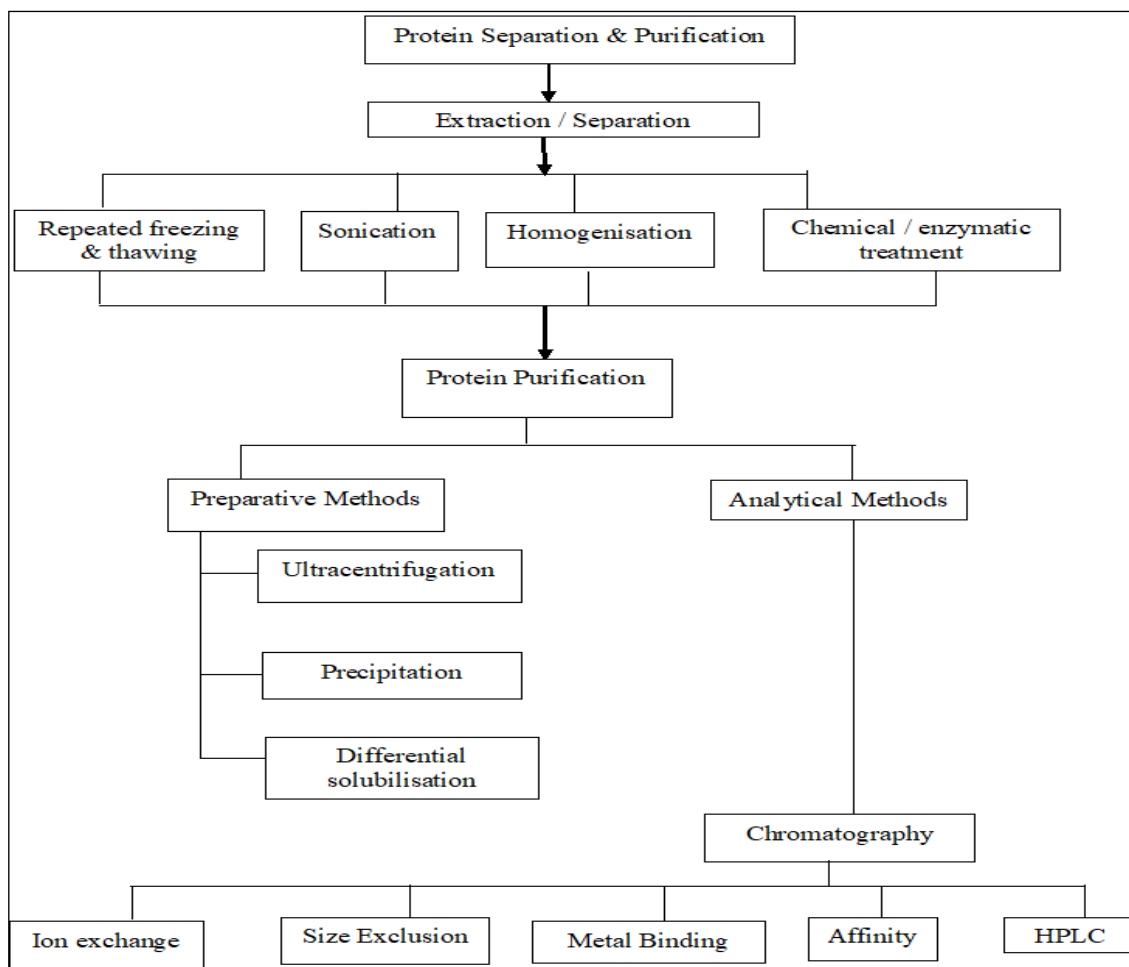 Protein Separation & Purification
Extraction / Separation
Repeated freezing
& thawing
Sonication
Homogenisation
Chemical / enzymatic
treatment
Protein Purification
Preparative Methods
Analytical Methods
Ultracentrifugation
Precipitation
Differential
solubilisation
Chromatography
Ion exchange
Size Exclusion
Metal Binding
Affinity
HPLC